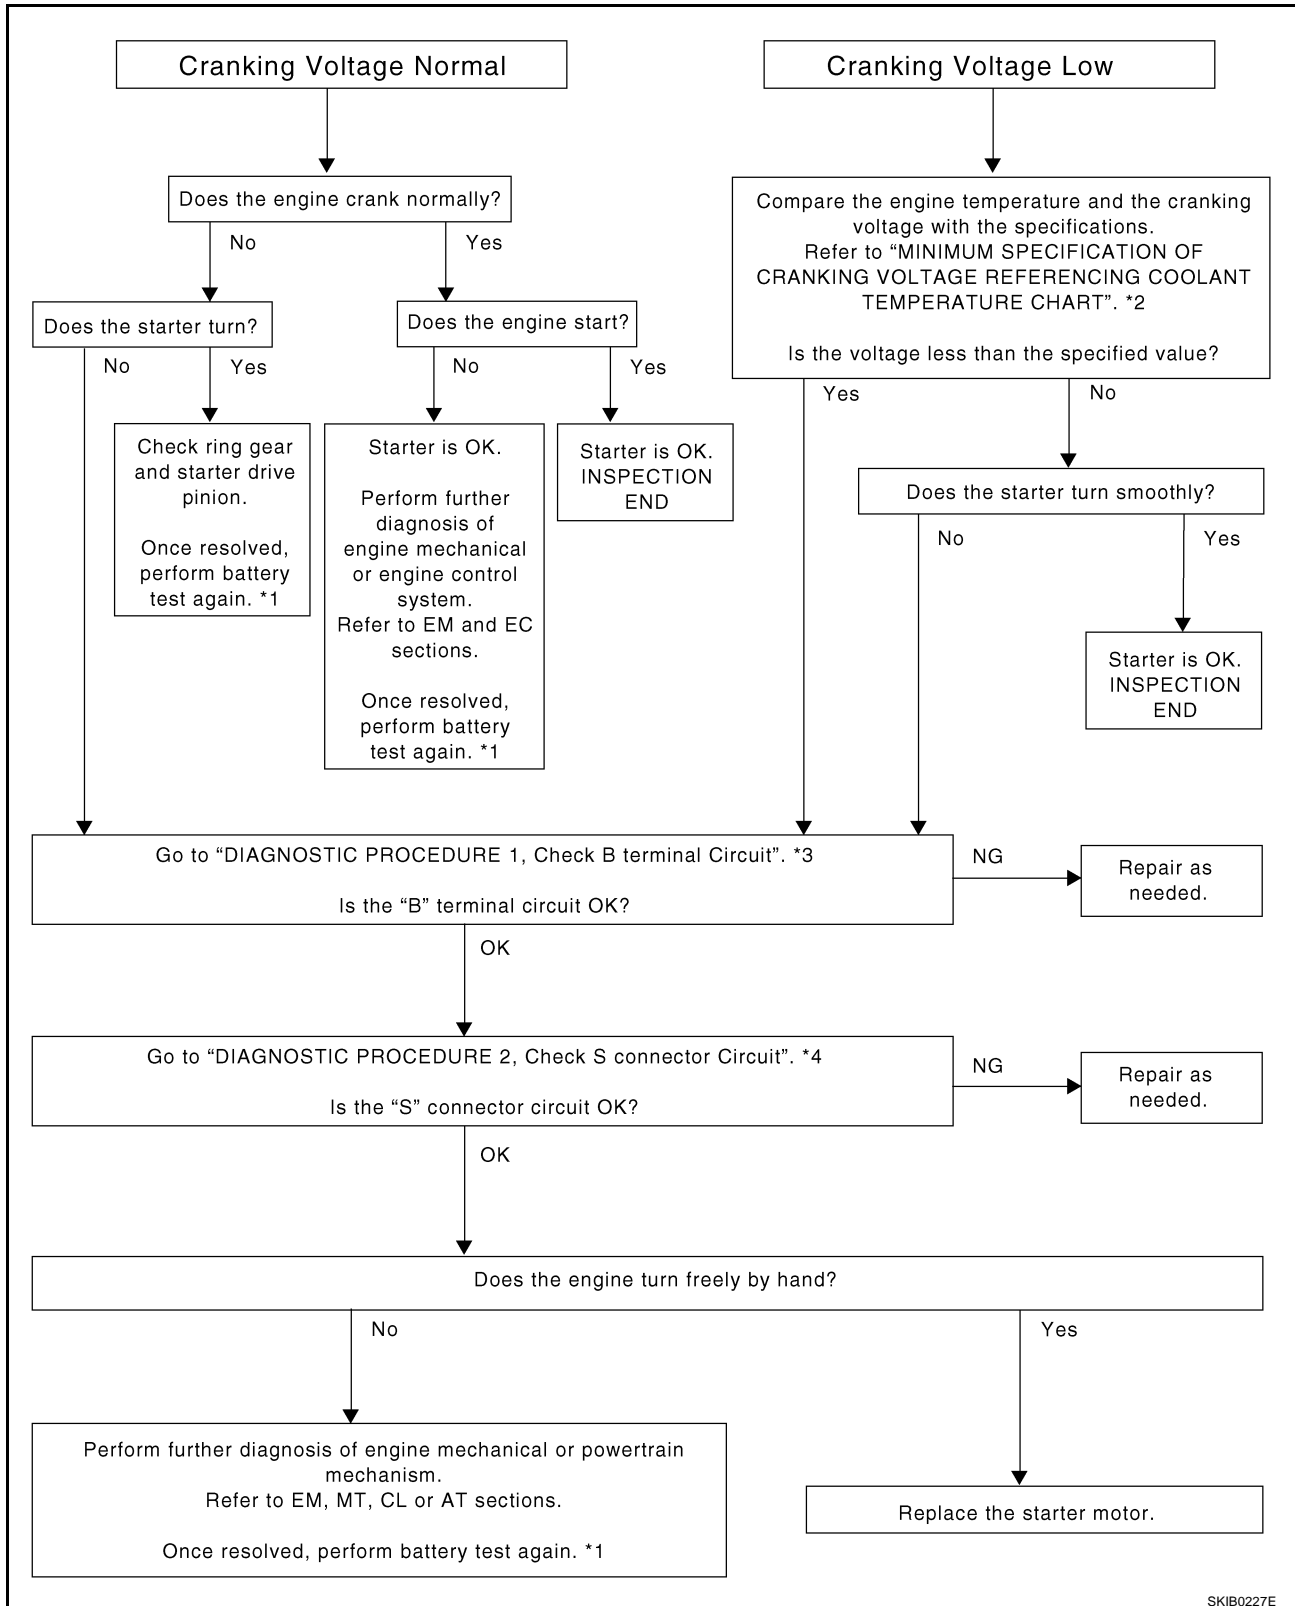 Cranking Voltage Normal
Cranking Voltage Low
Does the engine crank normally?
No
Yes
Does the starter turn?
Does the engine start?
No
Yes
No
Yes
Check ring gear
and starter drive
pinion.
Once resolved,
perform battery
test again. *1
Starter is OK.
Perform further
diagnosis of
engine mechanical
or engine control
system.
Refer to EM and EC
sections.
Once resolved,
perform battery
test again. *1
Starter is OK.
INSPECTION
END
Compare the engine temperature and the cranking
voltage with the specifications.
Refer to “MINIMUM SPECIFICATION OF
CRANKING VOLTAGE REFERENCING COOLANT
TEMPERATURE CHART”. *2
Is the voltage less than the specified value?
Yes
No
Does the starter turn smoothly?
No
Yes
Starter is OK.
INSPECTION
END
Go to “DIAGNOSTIC PROCEDURE 1, Check B terminal Circuit”. *3
Is the “B” terminal circuit OK?
NG
Repair as
needed.
OK
Go to “DIAGNOSTIC PROCEDURE 2, Check S connector Circuit”. *4
Is the “S” connector circuit OK?
NG
Repair as
needed.
OK
Does the engine turn freely by hand?
No
Yes
Perform further diagnosis of engine mechanical or powertrain
mechanism.
Refer to EM, MT, CL or AT sections.
Once resolved, perform battery test again. *1
Replace the starter motor.
SKIB0227E